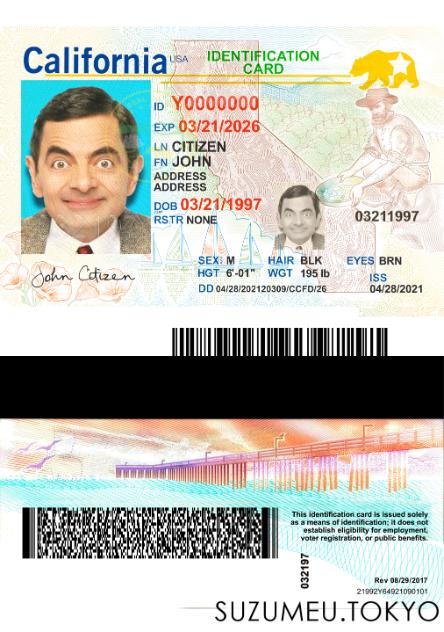 California USA IDENTIFICATION CARD
ID Y0000000
EXP 03/21/2026
LN CITIZEN
FN JOHN
ADDRESS
ADDRESS
DOB 03/21/1997
RSTR NONE
03211997
SEX: M HAIR BLK EYES BRN
HGT 6'-01" WGT 195 lb ISS
DD 04/28/202120309/CCFD/26 04/28/2021
John Citizen
This identification card is issued solely
as a means of identification; it does not
establish eligibility for employment,
voter registration, or public benefits.
032197
Rev 08/29/2017
21992Y64921090101
SUZUMEU.TOKYO